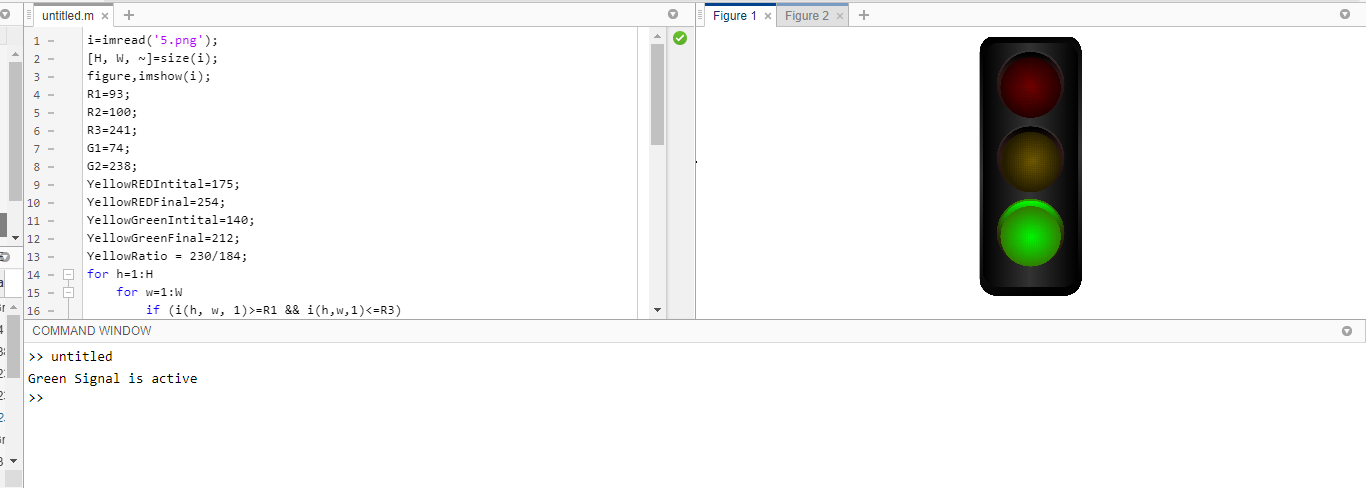 untitled.m
Figure 1
Figure 2
1 i=imread('5.png');
2 [H, W, ~]=size(i);
3 figure,imshow(i);
4 R1=93;
5 R2=100;
6 R3=241;
7 G1=74;
8 G2=238;
9 YellowREDIntital=175;
10 YellowREDFinal=254;
11 YellowGreenIntital=140;
12 YellowGreenFinal=212;
13 YellowRatio = 230/184;
14 for h=1:H
15 for w=1:W
16 if (i(h, w, 1)>=R1 && i(h,w,1)<=R3)
COMMAND WINDOW
>> untitled
Green Signal is active
>>